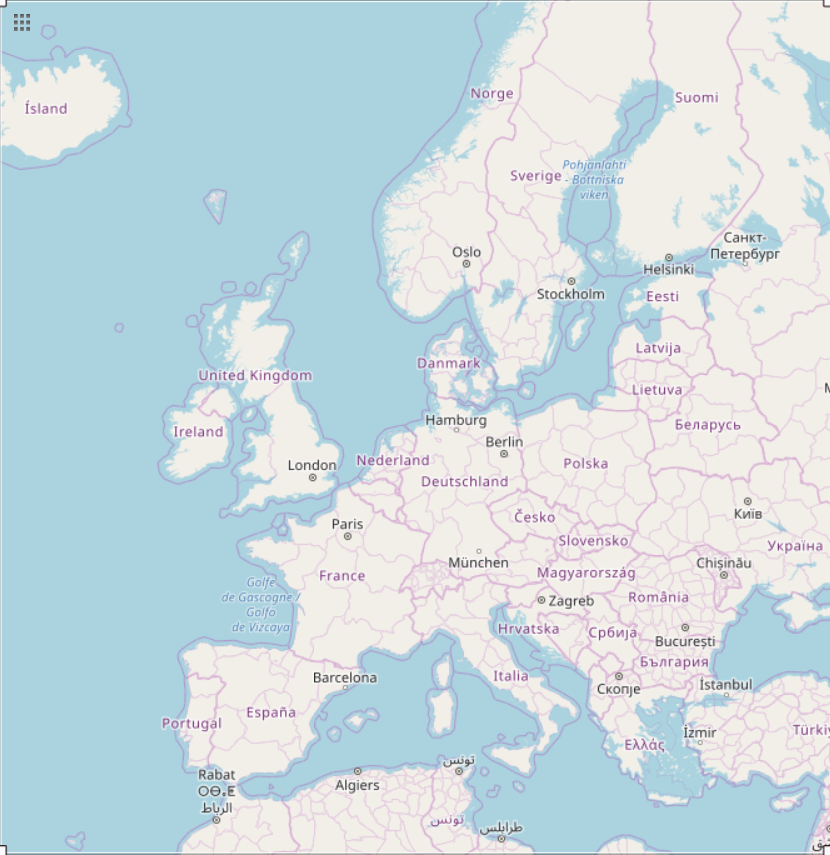 Norge
Suomi
Ísland
Pohjanlahti
- Bottniska
viken
Sverige
Санкт-
Петербург
Oslo
Helsinki
Stockholm
Eesti
Latvija
Danmark
United Kingdom
Lietuva
Hamburg
Беларусь
Ireland
Berlin
Nederland
London
Polska
Deutschland
Київ
Česko
Paris
Slovensko
Україна
München
Chișinău
France
Magyarország
Golfe
de Gascogne /
Golfo
de Vizcaya
România
Zagreb
Hrvatska
Србија
București
България
Barcelona
Italia
Скопје
İstanbul
España
Portugal
İzmir
Ελλάς
Rabat
ⵔⴱⴰⵟ
الرباط
Algiers
تونس
تونس
طرابلس